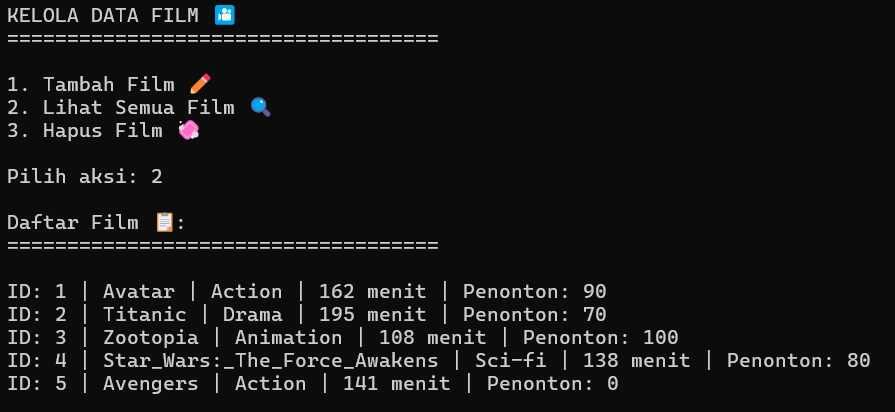 KELOLA DATA FILM 🎦
====================================
1. Tambah Film ✏️
2. Lihat Semua Film 🔍
3. Hapus Film 🧼
Pilih aksi: 2
Daftar Film 📋:
====================================
ID: 1 | Avatar | Action | 162 menit | Penonton: 90
ID: 2 | Titanic | Drama | 195 menit | Penonton: 70
ID: 3 | Zootopia | Animation | 108 menit | Penonton: 100
ID: 4 | Star_Wars:_The_Force_Awakens | Sci-fi | 138 menit | Penonton: 80
ID: 5 | Avengers | Action | 141 menit | Penonton: 0